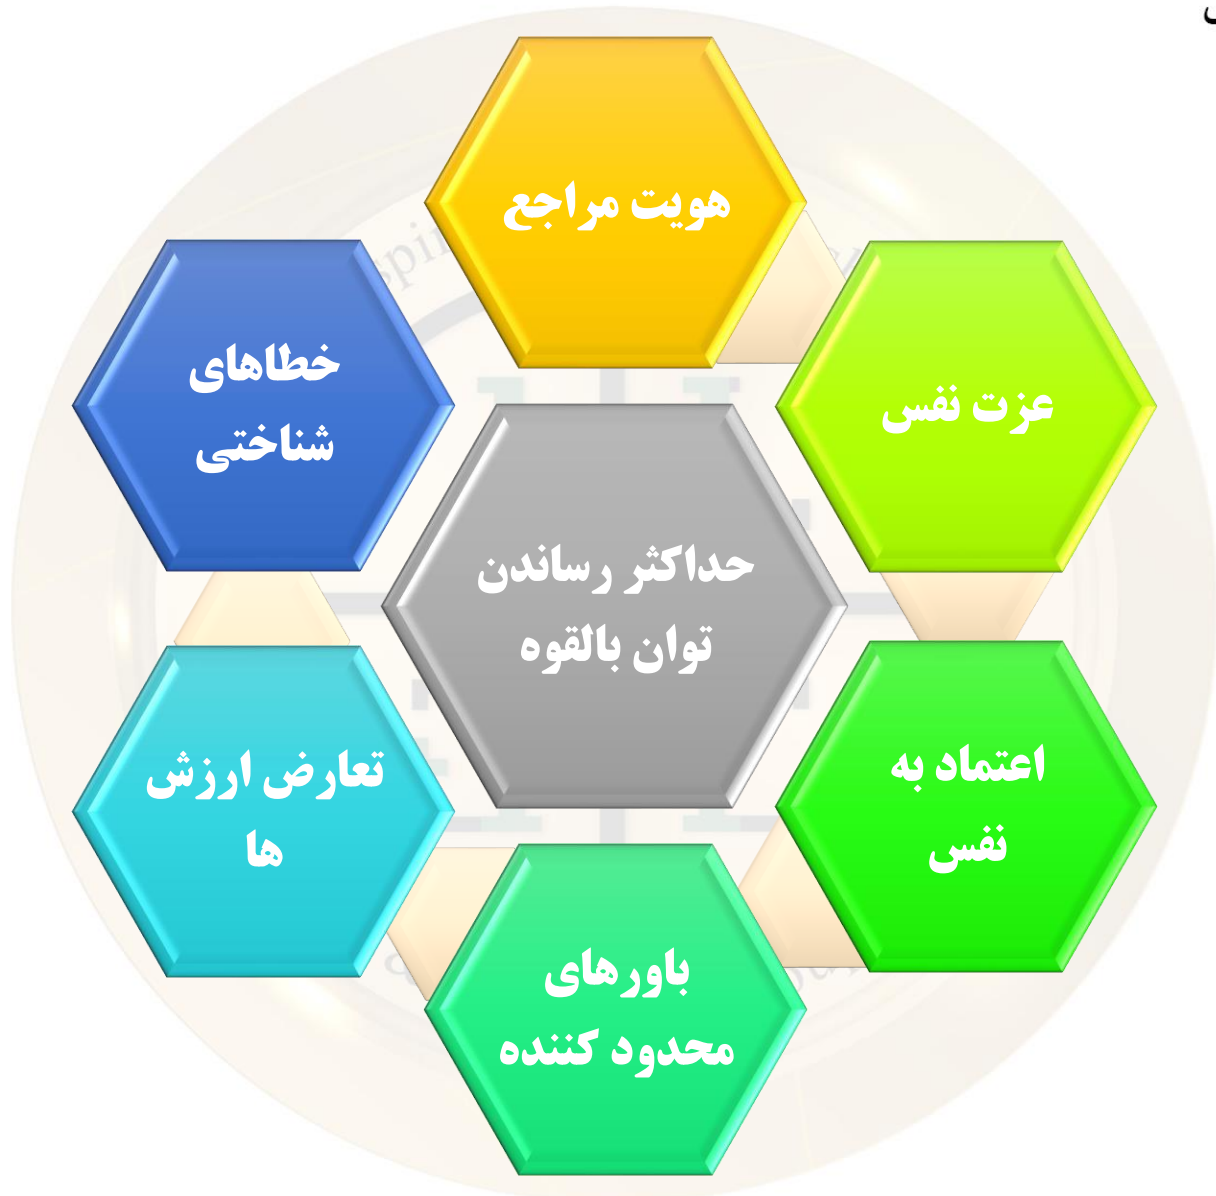 هویت مراجع
عزت نفس
اعتماد به
نفس
باورهای
محدود کننده
تعارض ارزش
ها
خطاهای
شناختی
حداکثر رساندن
توان بالقوه